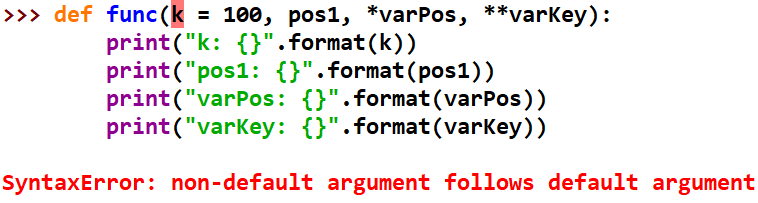 >>> def func(k = 100, pos1, *varPos, **varKey):
print("k: {}".format(k))
print("pos1: {}".format(pos1))
print("varPos: {}".format(varPos))
print("varKey: {}".format(varKey))
SyntaxError: non-default argument follows default argument